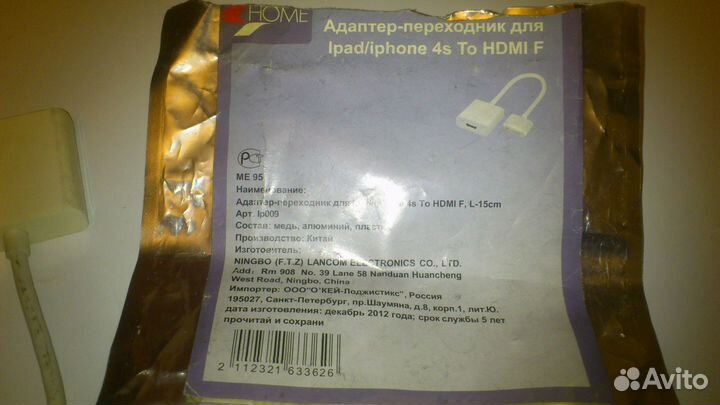 HOME
Адаптер-переходник для
Ipad/iphone 4s To HDMI F
РСТ
ME 95
Наименование:
Адаптер-переходник для 4s To HDMI F, L-15cm
Арт. Ip009
Состав: медь, алюминий, пласт
Производство: Китай
Изготовитель:
NINGBO (F.T.Z) LANCOM ELECTRONICS CO., LTD.
Add: Rm 908 No. 39 Lane 58 Nanduan Huancheng
West Road, Ningbo, China
Импортер: ООО"О'КЕЙ-Лоджистикс", Россия
195027, Санкт-Петербург, пр.Шаумяна, д.8, корп.1, лит.Ю.
дата изготовления: декабрь 2012 года; срок службы 5 лет
прочитай и сохрани
2 112321 633626
Avito